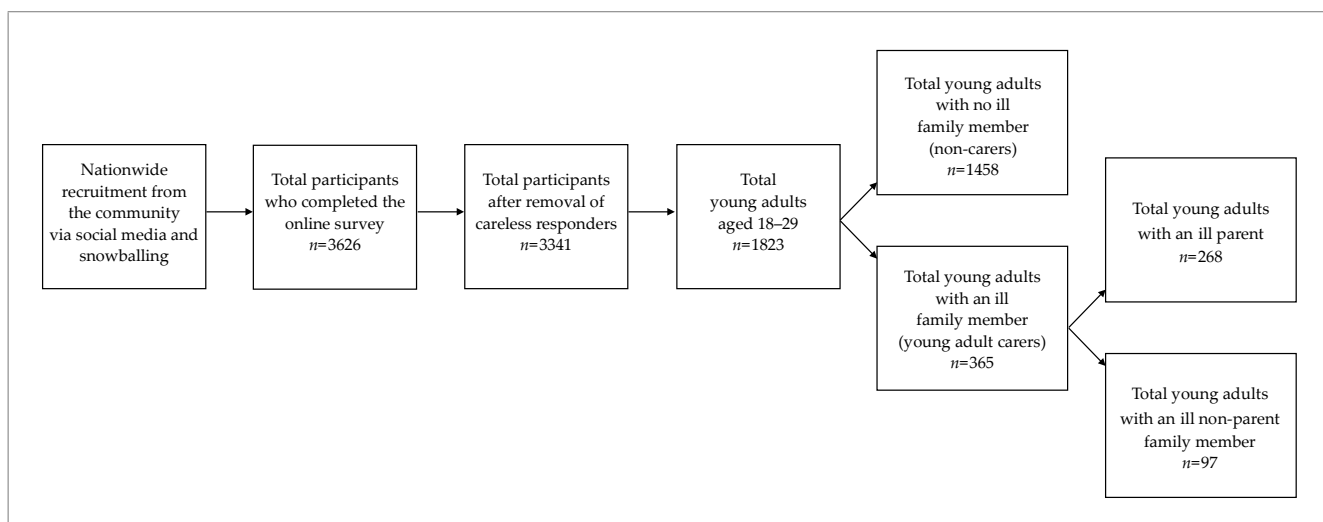 Nationwide
recruitment from
the community
via social media and
snowballing
Total participants
who completed the
online survey
n=3626
Total participants
after removal of
careless responders
n=3341
Total
young adults
aged 18–29
n=1823
Total young adults
with no ill
family member
(non-carers)
n=1458
Total young adults
with an ill
family member
(young adult carers)
n=365
Total young adults
with an ill parent
n=268
Total young adults
with an ill non-parent
family member
n=97